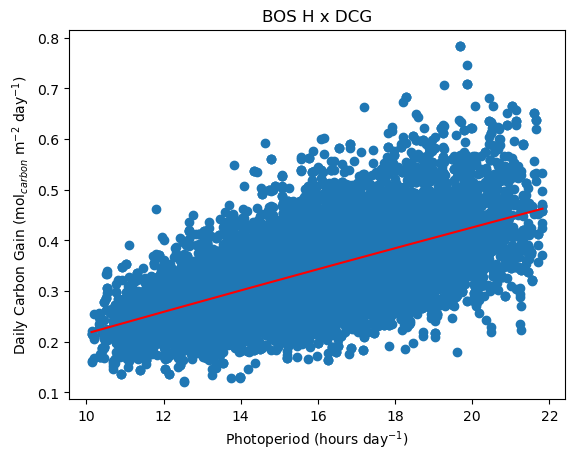 BOS H x DCG
Daily Carbon Gain (mol_carbon m⁻² day⁻¹)
0.8
0.7
0.6
0.5
0.4
0.3
0.2
0.1
10 12 14 16 18 20 22
Photoperiod (hours day⁻¹)